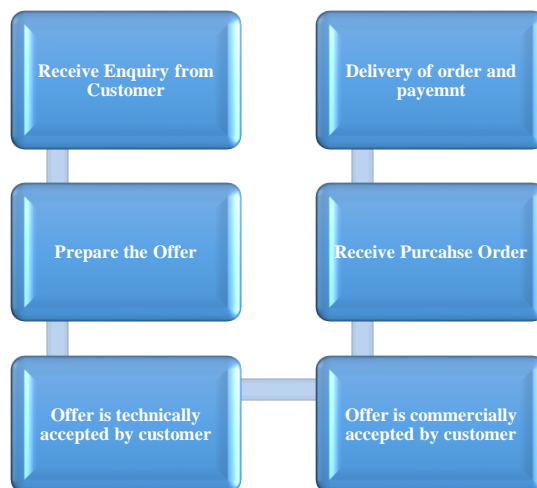 Receive Enquiry from
Customer
Prepare the Offer
Offer is technically
accepted by customer
Offer is commercially
accepted by customer
Receive Purcahse Order
Delivery of order and
payemnt